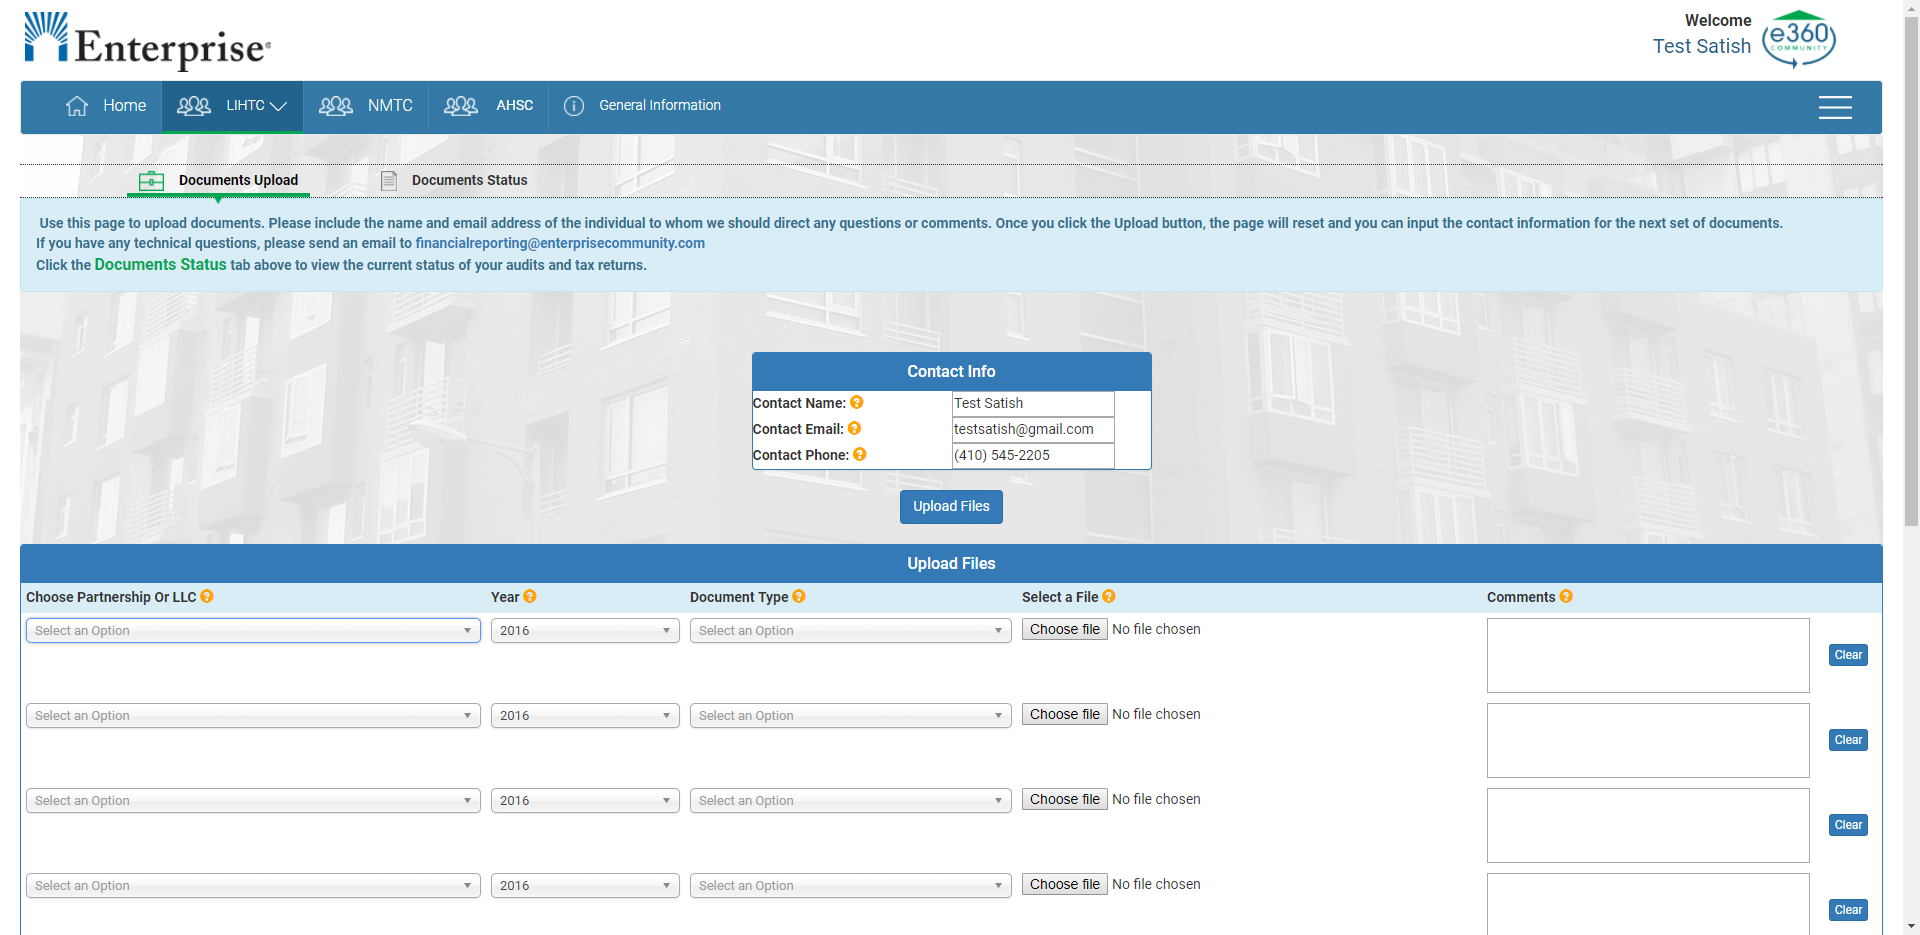 Enterprise®
Welcome
Test Satish
e360
COMMUNITY
Home
LIHTC
NMTC
AHSC
General Information
Documents Upload
Documents Status
Use this page to upload documents. Please include the name and email address of the individual to whom we should direct any questions or comments. Once you click the Upload button, the page will reset and you can input the contact information for the next set of documents.
If you have any technical questions, please send an email to financialreporting@enterprisecommunity.com
Click the Documents Status tab above to view the current status of your audits and tax returns.
Contact Info
Contact Name: ? Test Satish
Contact Email: ? testsatish@gmail.com
Contact Phone: ? (410) 545-2205
Upload Files
Upload Files
Choose Partnership Or LLC ? Year ? Document Type ? Select a File ? Comments ?
Select an Option 2016 Select an Option Choose file No file chosen Clear
Select an Option 2016 Select an Option Choose file No file chosen Clear
Select an Option 2016 Select an Option Choose file No file chosen Clear
Select an Option 2016 Select an Option Choose file No file chosen Clear